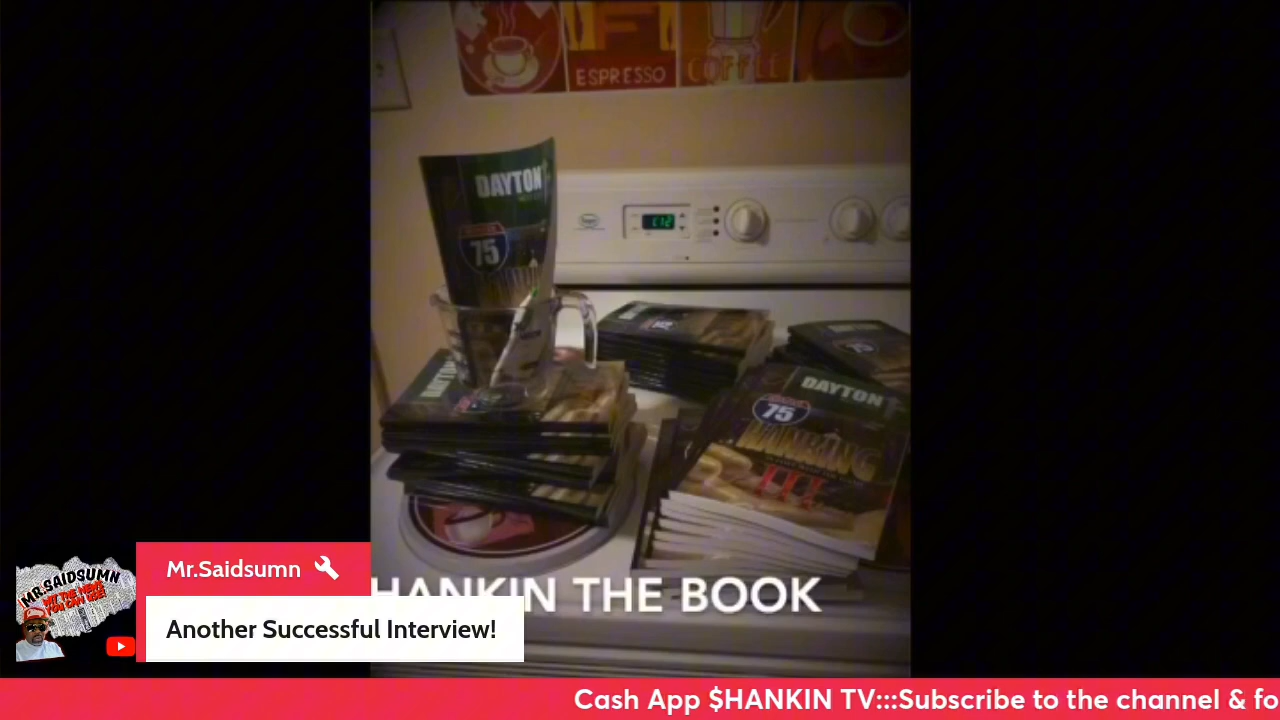 ESPRESSO
COFFEE
DAYTON
75
DAYTON
75
III
HANKIN THE BOOK
MR.SAIDSUMN
Mr.Saidsumn
Another Successful Interview!
Cash App $HANKIN TV:::Subscribe to the channel & fo